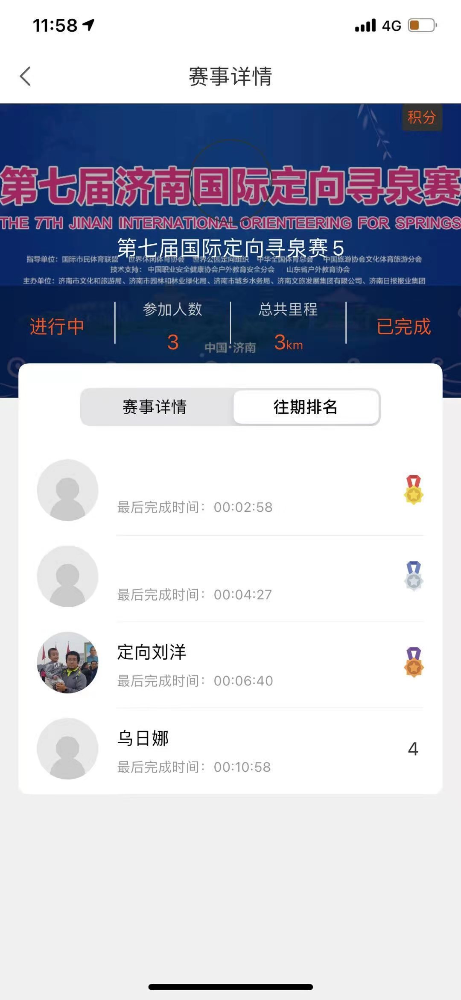 11:58
4G
赛事详情
积分
第七届济南国际定向寻泉赛
THE 7TH JINAN INTERNATIONAL ORIENTEERING FOR SPRINGS
第七届国际定向寻泉赛5
指导单位：国际市民体育联盟 世界休闲体育协会 世界公园定向组织 中华全国体育总会 中国旅游协会文化体育旅游分会
技术支持：中国职业安全健康协会户外教育安全分会 山东省户外教育协会
主办单位：济南市文化和旅游局、济南市园林和林业绿化局、济南市城乡水务局、济南文旅发展集团有限公司、济南日报报业集团
进行中
参加人数
3
总共里程
3km
已完成
中国·济南
赛事详情
往期排名
最后完成时间：00:02:58
最后完成时间：00:04:27
定向刘洋
最后完成时间：00:06:40
乌日娜
最后完成时间：00:10:58
4